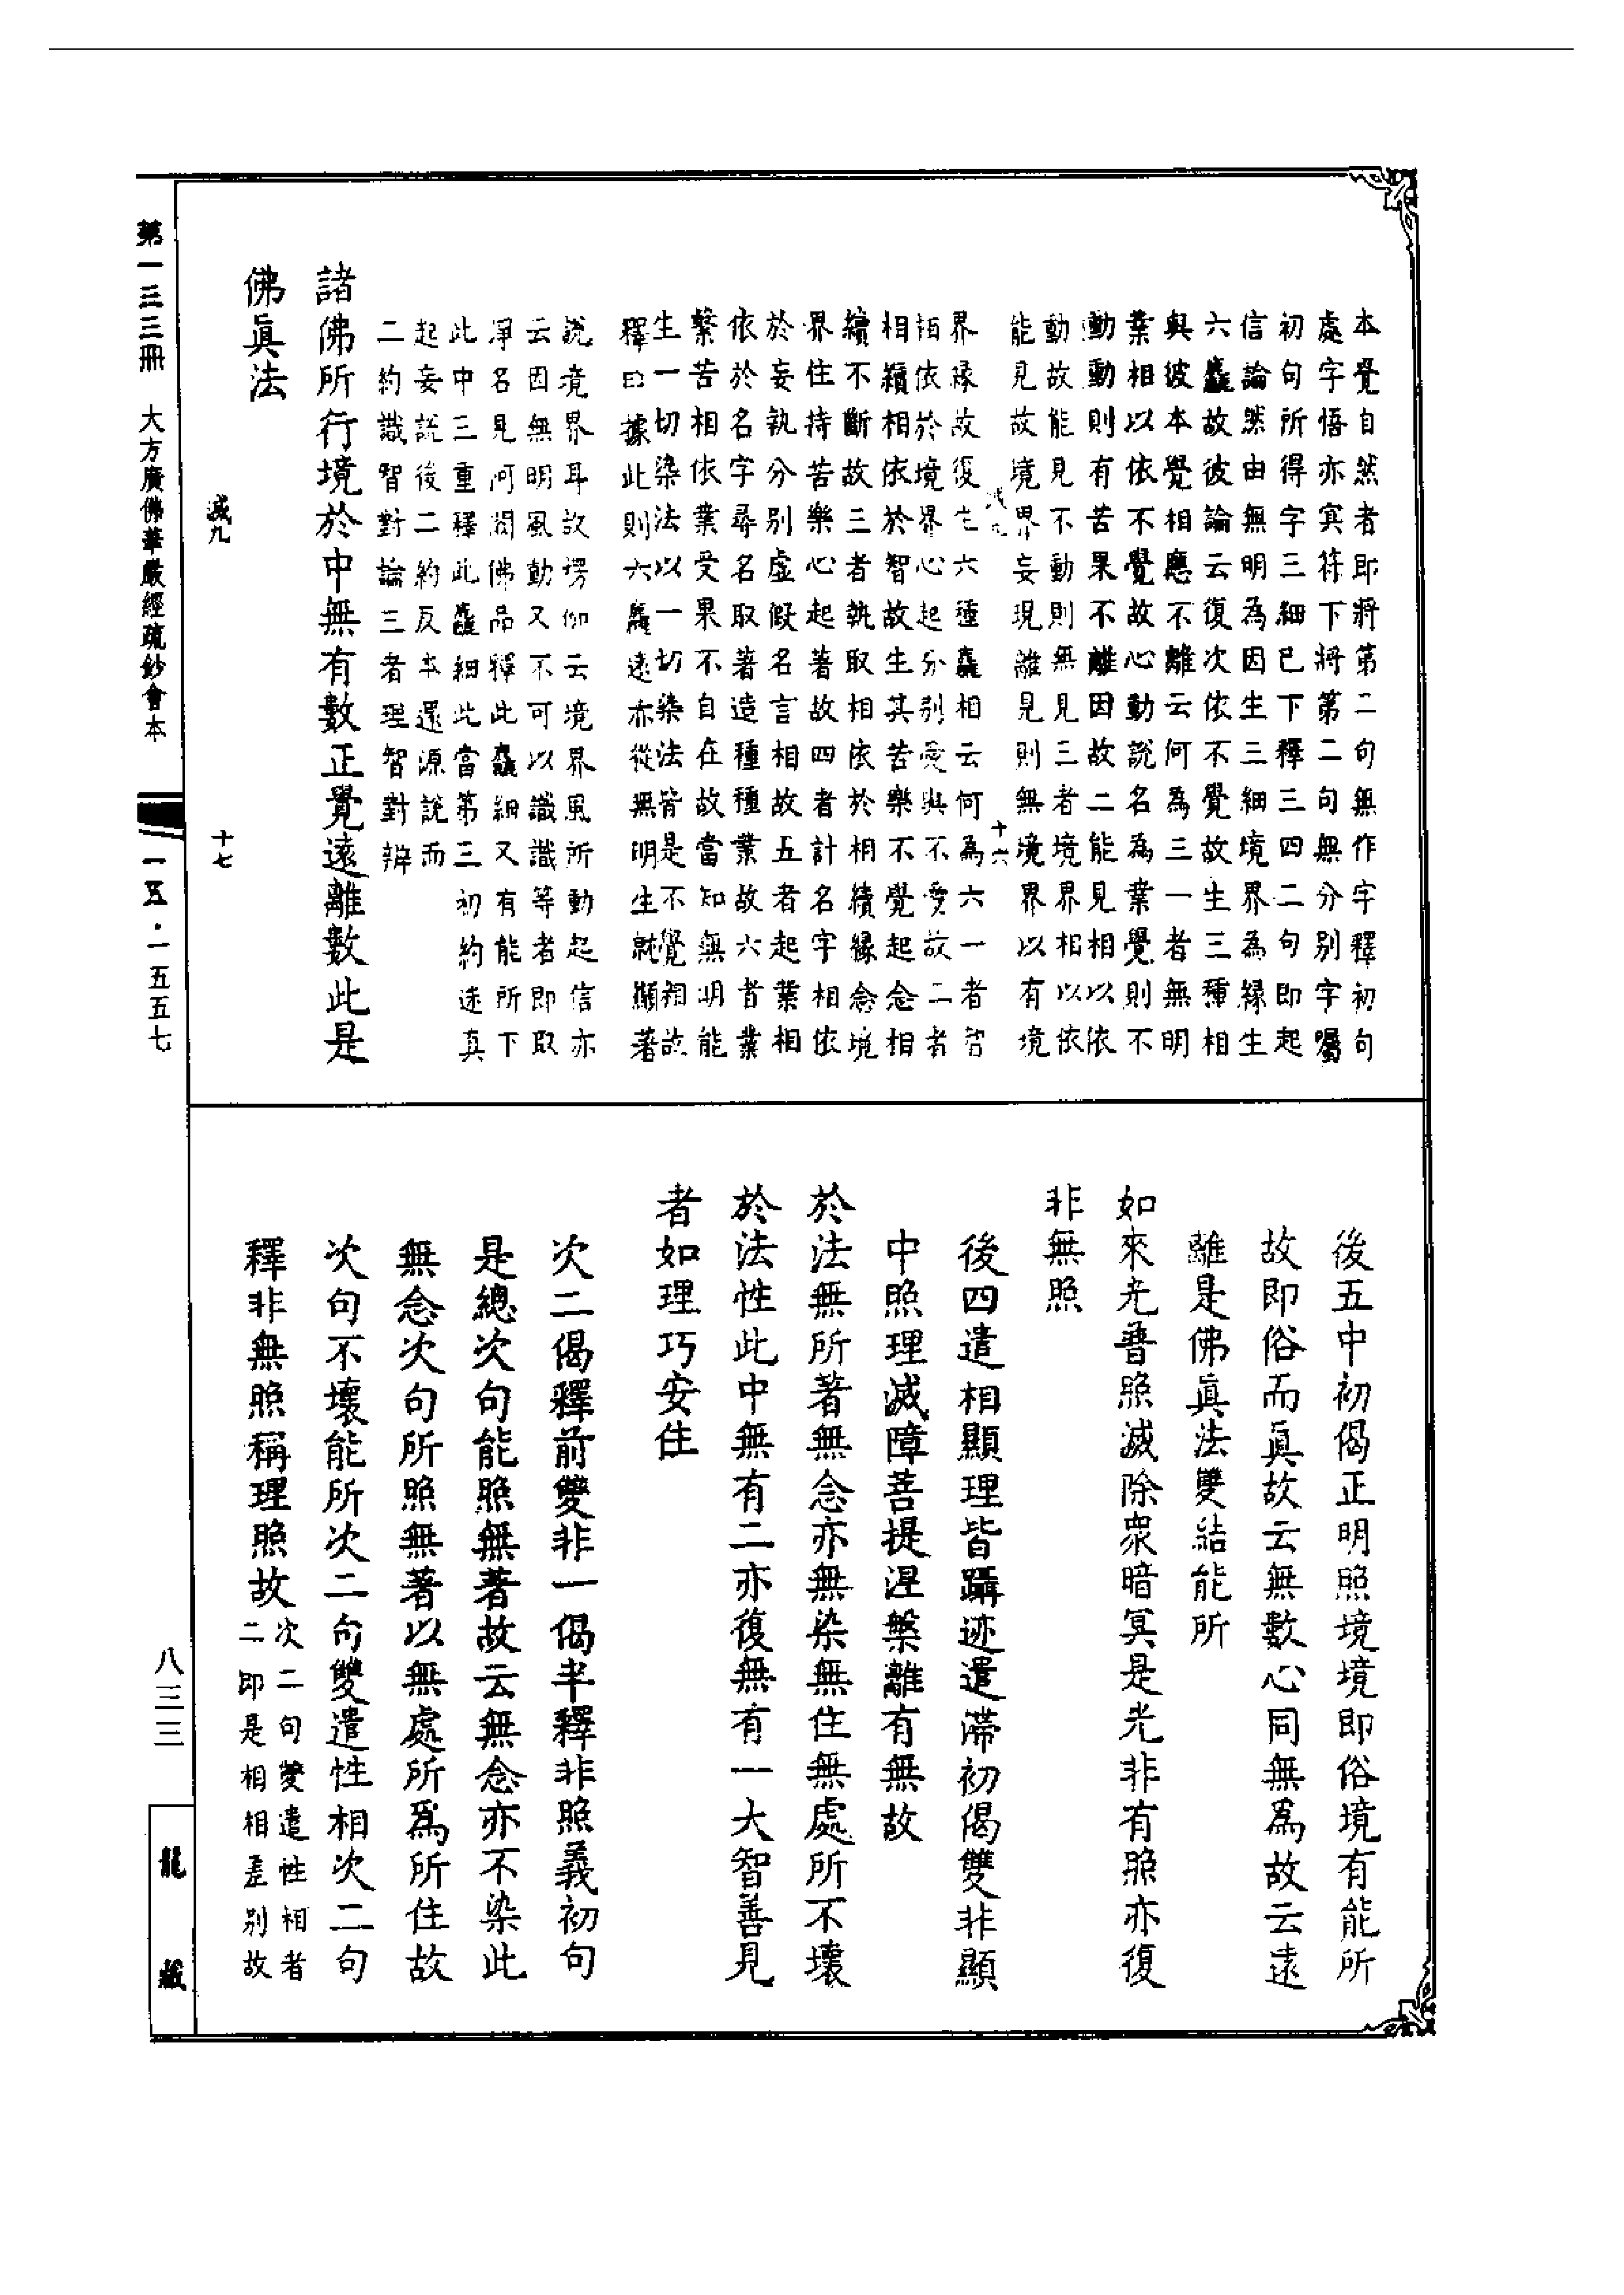 本覺自然者即將第二句無作字釋初句
處字悟亦冥符下將第二句無分別字囑
初句所得字三細已下釋三四二句即起
信論然由無明為因生三細境界為緣生
六麤故彼論云復次依不覺故生三種相
與彼本覺相應不離云何為三一者無明
業相以依不覺故心動說名為業覺則不
動動則有苦果不離因故二能見相以依
動故能見不動則無見三者境界相以依
能見故境界妄現離見則無境界以有境
界緣故復生六種麤相云何為六一者智
相依於境界心起分別愛與不愛故二者
相續相依於智故生其苦樂不覺起念相
續不斷故三者執取相依於相續緣念境
界住持苦樂心起著故四者計名字相依
於妄執分別虛假名言相故五者起業相
依於名字尋名取著造種種業故六者業
繫苦相依業受果不自在故當知無明能
生一切染法以一切染法皆是不覺相故
釋曰據此則六麤遠亦從無明生就顯著
說境界耳故楞伽云境界風所動起信亦
云因無明風動又不可以識識等者即取
淨名見阿閦佛品釋此麤細又有能所下
此中三重釋此麤細此當第三初約迷真
起妄說後二約反本還源說而
二約識智對論三者理智對辨
諸佛所行境於中無有數正覺遠離數此是
佛真法
減九
十七
後五中初偈正明照境境即俗境有能所
故即俗而真故云無數心同無為故云遠
離是佛真法雙結能所
如來光普照滅除眾暗冥是光非有照亦復
非無照
後四遣相顯理皆躡迹遣滯初偈雙非顯
中照理滅障菩提涅槃離有無故
於法無所著無念亦無染無住無處所不壞
於法性此中無有二亦復無有一大智善見
者如理巧安住
次二偈釋前雙非一偈半釋非照義初句
是總次句能照無著故云無念亦不染此
無念次句所照無著以無處所為所住故
次句不壞能所次二句雙遣性相次二句
釋非無照稱理照故
次二句雙遣性相者
二即是相相差別故
第一三三冊 大方廣佛華嚴經疏鈔會本
一五・一五五七
八三三
龍藏